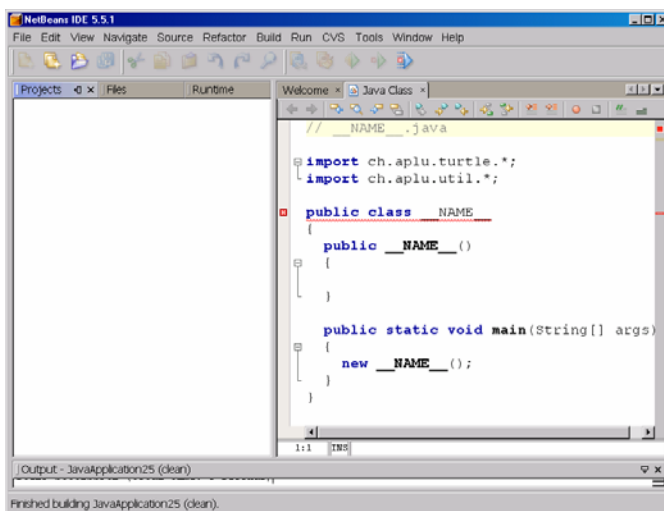 NetBeans IDE 5.5.1
File Edit View Navigate Source Refactor Build Run CVS Tools Window Help
Projects Files Runtime
Welcome Java Class
// __NAME__.java
import ch.aplu.turtle.*;
import ch.aplu.util.*;
public class __NAME__
{
public __NAME__()
{
}
public static void main(String[] args)
{
new __NAME__();
}
}
1:1 INS
Output - JavaApplication25 (clean)
Finished building JavaApplication25 (clean).